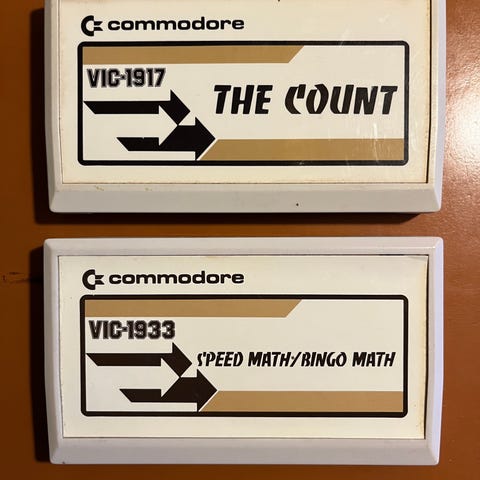 commodore
VIC-1917
THE COUNT
commodore
VIC-1933
SPEED MATH/BINGO MATH